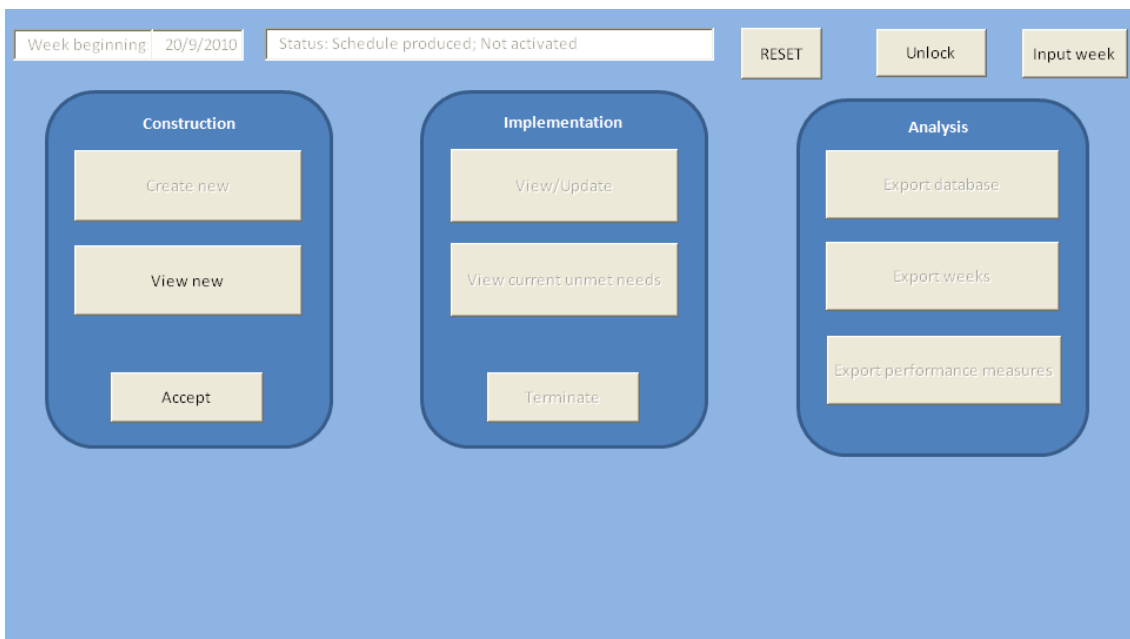 Week beginning: 20/9/2010 Status: Schedule produced; Not activated RESET Unlock Input week
Construction Implementation Analysis
Create new View/Update Export database
View new View current unmet needs Export weeks
Accept Terminate Export performance measures